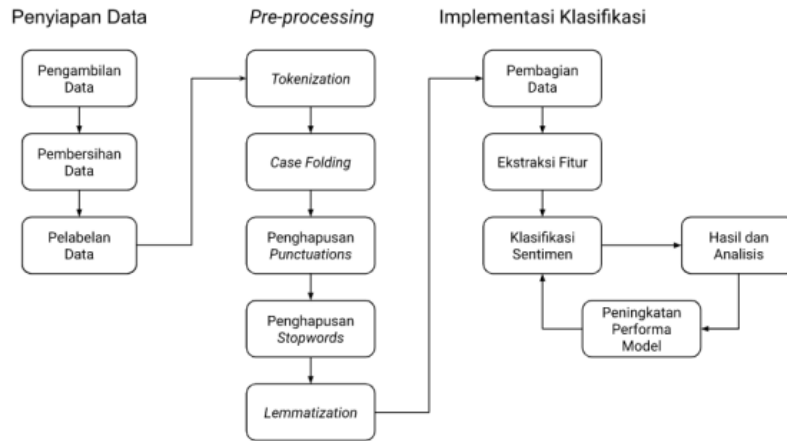 Penyiapan Data
Pengambilan
Data
Pembersihan
Data
Pelabelan
Data
Pre-processing
Tokenization
Case Folding
Penghapusan
Punctuations
Penghapusan
Stopwords
Lemmatization
Implementasi Klasifikasi
Pembagian
Data
Ekstraksi Fitur
Klasifikasi
Sentimen
Hasil dan
Analisis
Peningkatan
Performa
Model